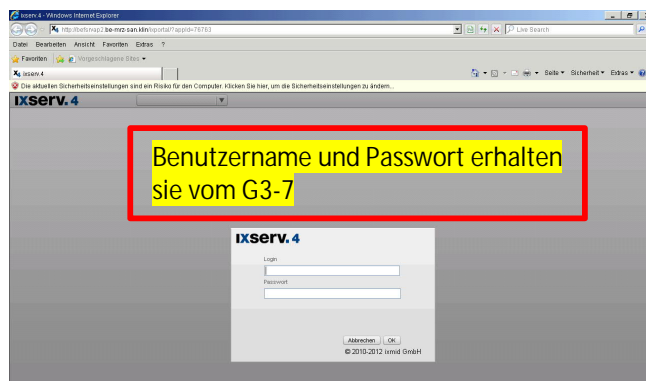 ixserv.4 - Windows Internet Explorer
Live Search
Datei Bearbeiten Ansicht Favoriten Extras ?
Favoriten Vorgeschlagene Sites
ixserv.4
Seite Sicherheit Extras
Die aktuellen Sicherheitseinstellungen sind ein Risiko für den Computer. Klicken Sie hier, um die Sicherheitseinstellungen zu ändern...
IXserv.4
Benutzername und Passwort erhalten
sie vom G3-7
IXserv.4
Login
Passwort
Abbrechen OK
© 2010-2012 ixmid GmbH